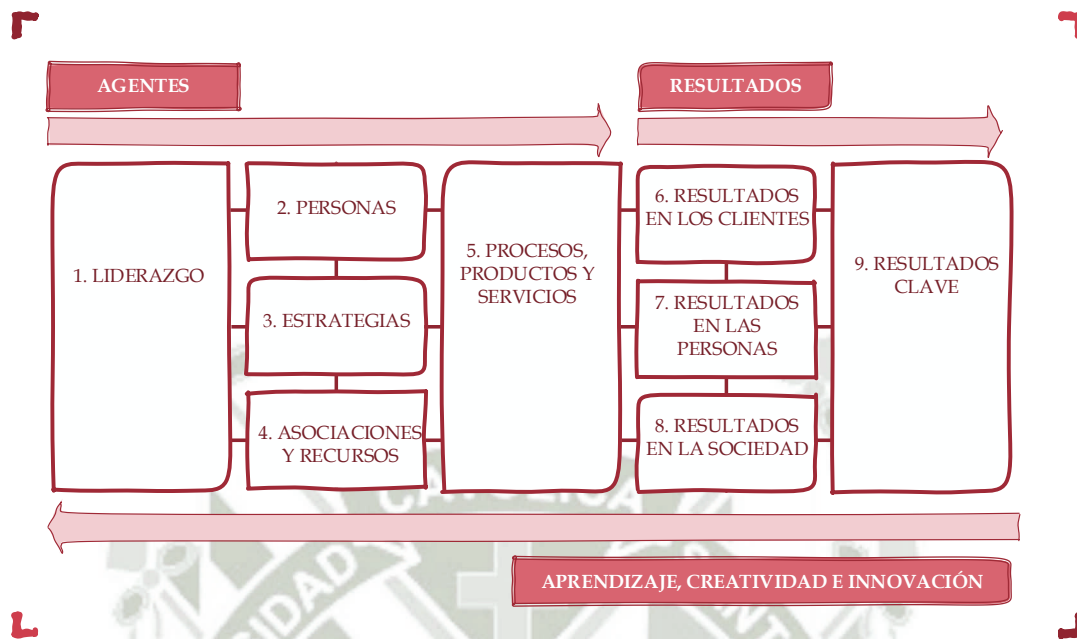 AGENTES
RESULTADOS
1. LIDERAZGO
2. PERSONAS
3. ESTRATEGIAS
4. ASOCIACIONES
Y RECURSOS
5. PROCESOS,
PRODUCTOS Y
SERVICIOS
6. RESULTADOS
EN LOS CLIENTES
7. RESULTADOS
EN LAS
PERSONAS
8. RESULTADOS
EN LA SOCIEDAD
9. RESULTADOS
CLAVE
APRENDIZAJE, CREATIVIDAD E INNOVACIÓN
CATOLICA